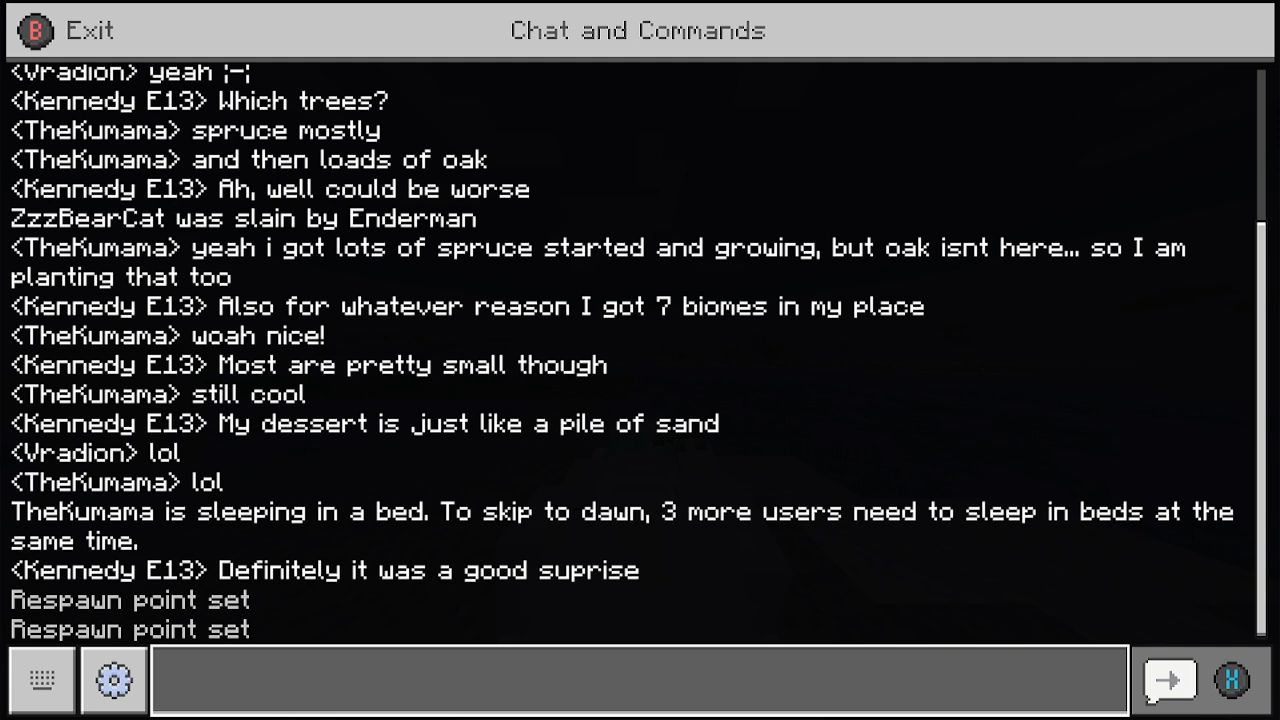 B Exit
Chat and Commands
<Vradion> yeah ¦-¦
<Kennedy E13> Which trees?
<TheKumama> spruce mostly
<TheKumama> and then loads of oak
<Kennedy E13> Ah, well could be worse
ZzzBearCat was slain by Enderman
<TheKumama> yeah i got lots of spruce started and growing, but oak isnt here... so I am
planting that too
<Kennedy E13> Also for whatever reason I got 7 biomes in my place
<TheKumama> woah nice!
<Kennedy E13> Most are pretty small though
<TheKumama> still cool
<Kennedy E13> My dessert is just like a pile of sand
<Vradion> lol
<TheKumama> lol
TheKumama is sleeping in a bed. To skip to dawn, 3 more users need to sleep in beds at the
same time.
<Kennedy E13> Definitely it was a good suprise
Respawn point set
Respawn point set
X